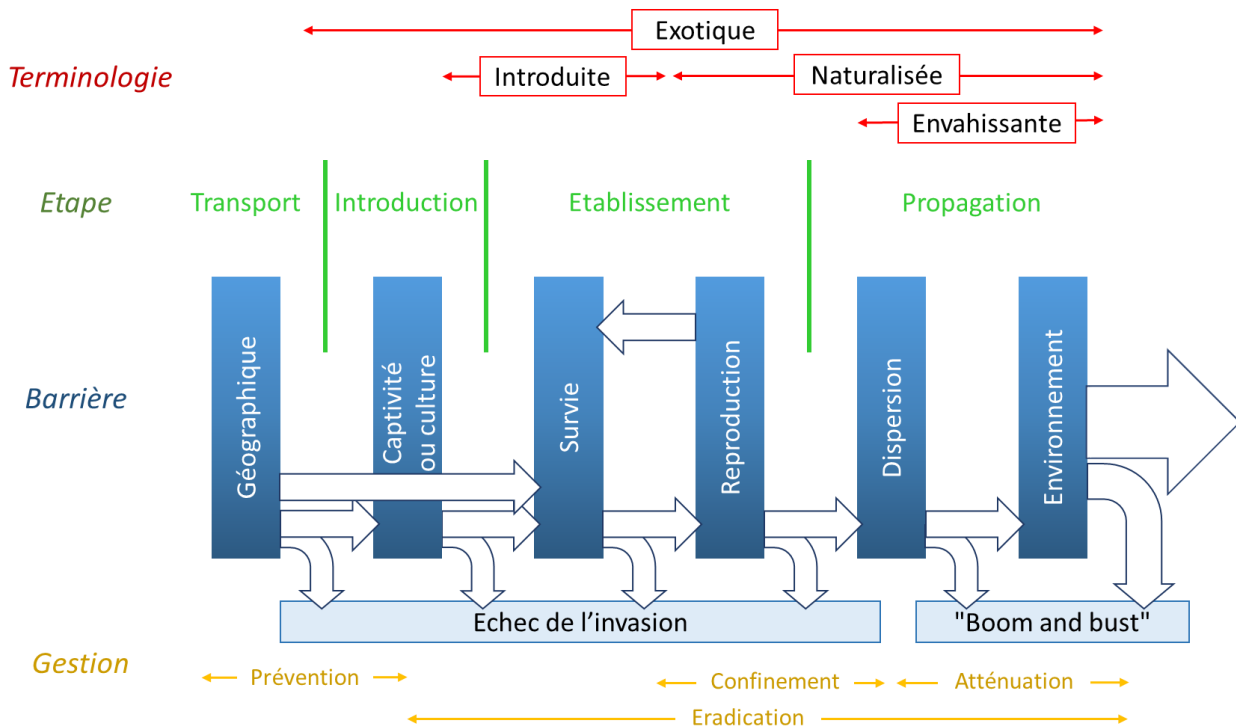 Exotique
Terminologie
Introduite
Naturalisée
Envahissante
Etape
Transport
Introduction
Etablissement
Propagation
Barrière
Géographique
Captivité
ou culture
Survie
Reproduction
Dispersion
Environnement
Echec de l’invasion
"Boom and bust"
Gestion
Prévention
Confinement
Atténuation
Eradication